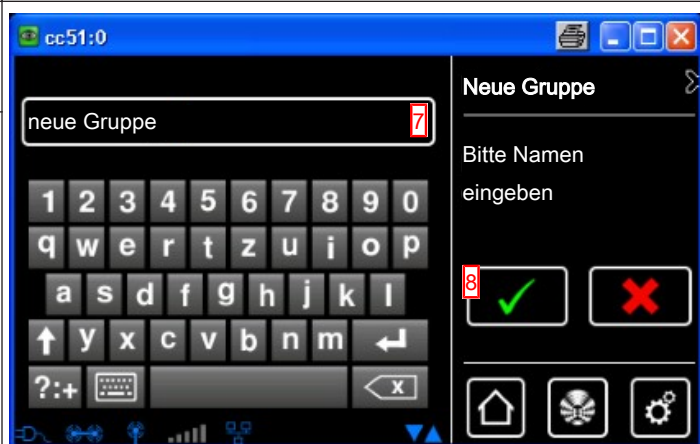 cc51:0
neue Gruppe 7
1 2 3 4 5 6 7 8 9 0
q w e r t z u i o p
a s d f g h j k l
y x c v b n m
?:+ x
Neue Gruppe
Bitte Namen
eingeben
8